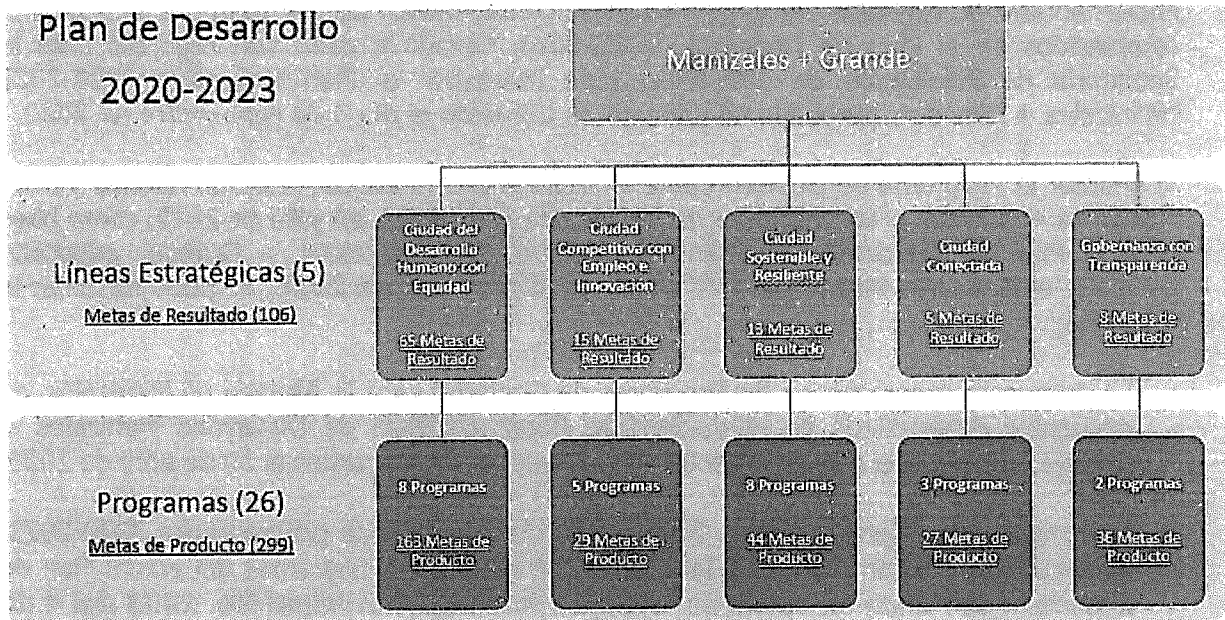 Plan de Desarrollo
2020-2023
Manizales + Grande
Líneas Estratégicas (5)
Metas de Resultado (106)
Ciudad del
Desarrollo
Humano con
Equidad
65 Metas de
Resultado
Ciudad
Competitiva con
Empleo e
Innovación
15 Metas de
Resultado
Ciudad
Sostenible y
Resiliente
13 Metas de
Resultado
Ciudad
Conectada
5 Metas de
Resultado
Gobernanza con
Transparencia
8 Metas de
Resultado
Programas (26)
Metas de Producto (299)
8 Programas
163 Metas de
Producto
5 Programas
29 Metas de
Producto
8 Programas
44 Metas de
Producto
3 Programas
27 Metas de
Producto
2 Programas
36 Metas de
Producto